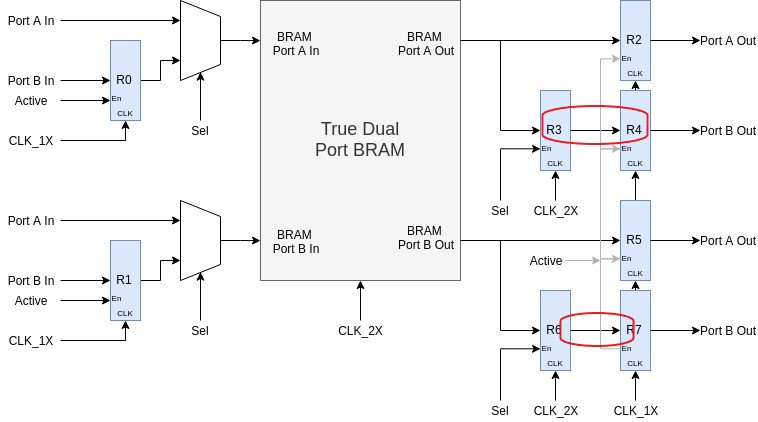 Port A In
BRAM
Port A In
BRAM
Port A Out
R2
En
CLK
Port A Out
R0
En
CLK
Port B In
Active
CLK_1X
Sel
True Dual
Port BRAM
R3
En
CLK
R4
En
CLK
Port B Out
Sel
CLK_2X
Port A In
BRAM
Port B In
BRAM
Port B Out
R5
En
CLK
Port A Out
Active
R1
En
CLK
Port B In
Active
CLK_1X
Sel
CLK_2X
R6
En
CLK
R7
En
CLK
Port B Out
Sel
CLK_2X
CLK_1X